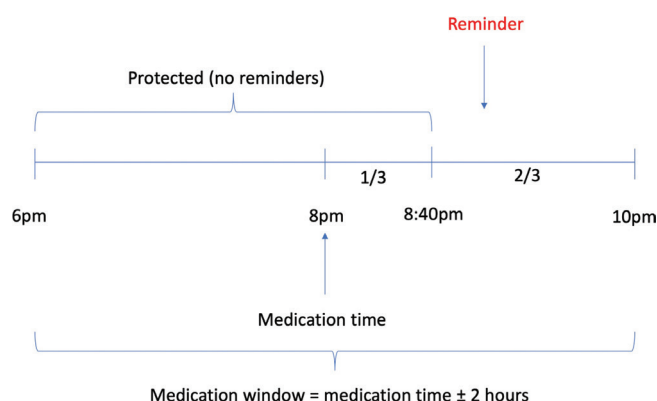 Reminder
Protected (no reminders)
1/3
2/3
6pm
8pm
8:40pm
10pm
Medication time
Medication window = medication time ± 2 hours